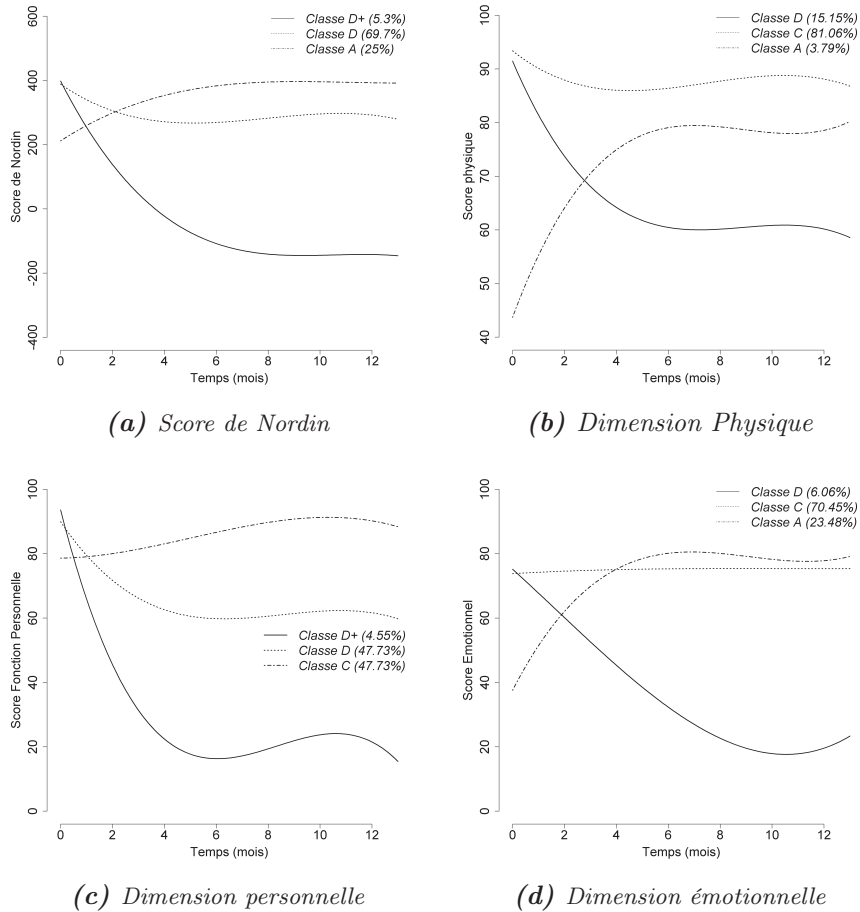 Classe D+ (5.3%)
Classe D (69.7%)
Classe A (25%)
Score de Nordin
600
400
200
0
-200
-400
0 2 4 6 8 10 12
Temps (mois)
(a) Score de Nordin
Classe D (15.15%)
Classe C (81.06%)
Classe A (3.79%)
Score physique
100
90
80
70
60
50
40
0 2 4 6 8 10 12
Temps (mois)
(b) Dimension Physique
Classe D+ (4.55%)
Classe D (47.73%)
Classe C (47.73%)
Score Fonction Personnelle
100
80
60
40
20
0
0 2 4 6 8 10 12
Temps (mois)
(c) Dimension personnelle
Classe D (6.06%)
Classe C (70.45%)
Classe A (23.48%)
Score Emotionnel
100
80
60
40
20
0
0 2 4 6 8 10 12
Temps (mois)
(d) Dimension émotionnelle